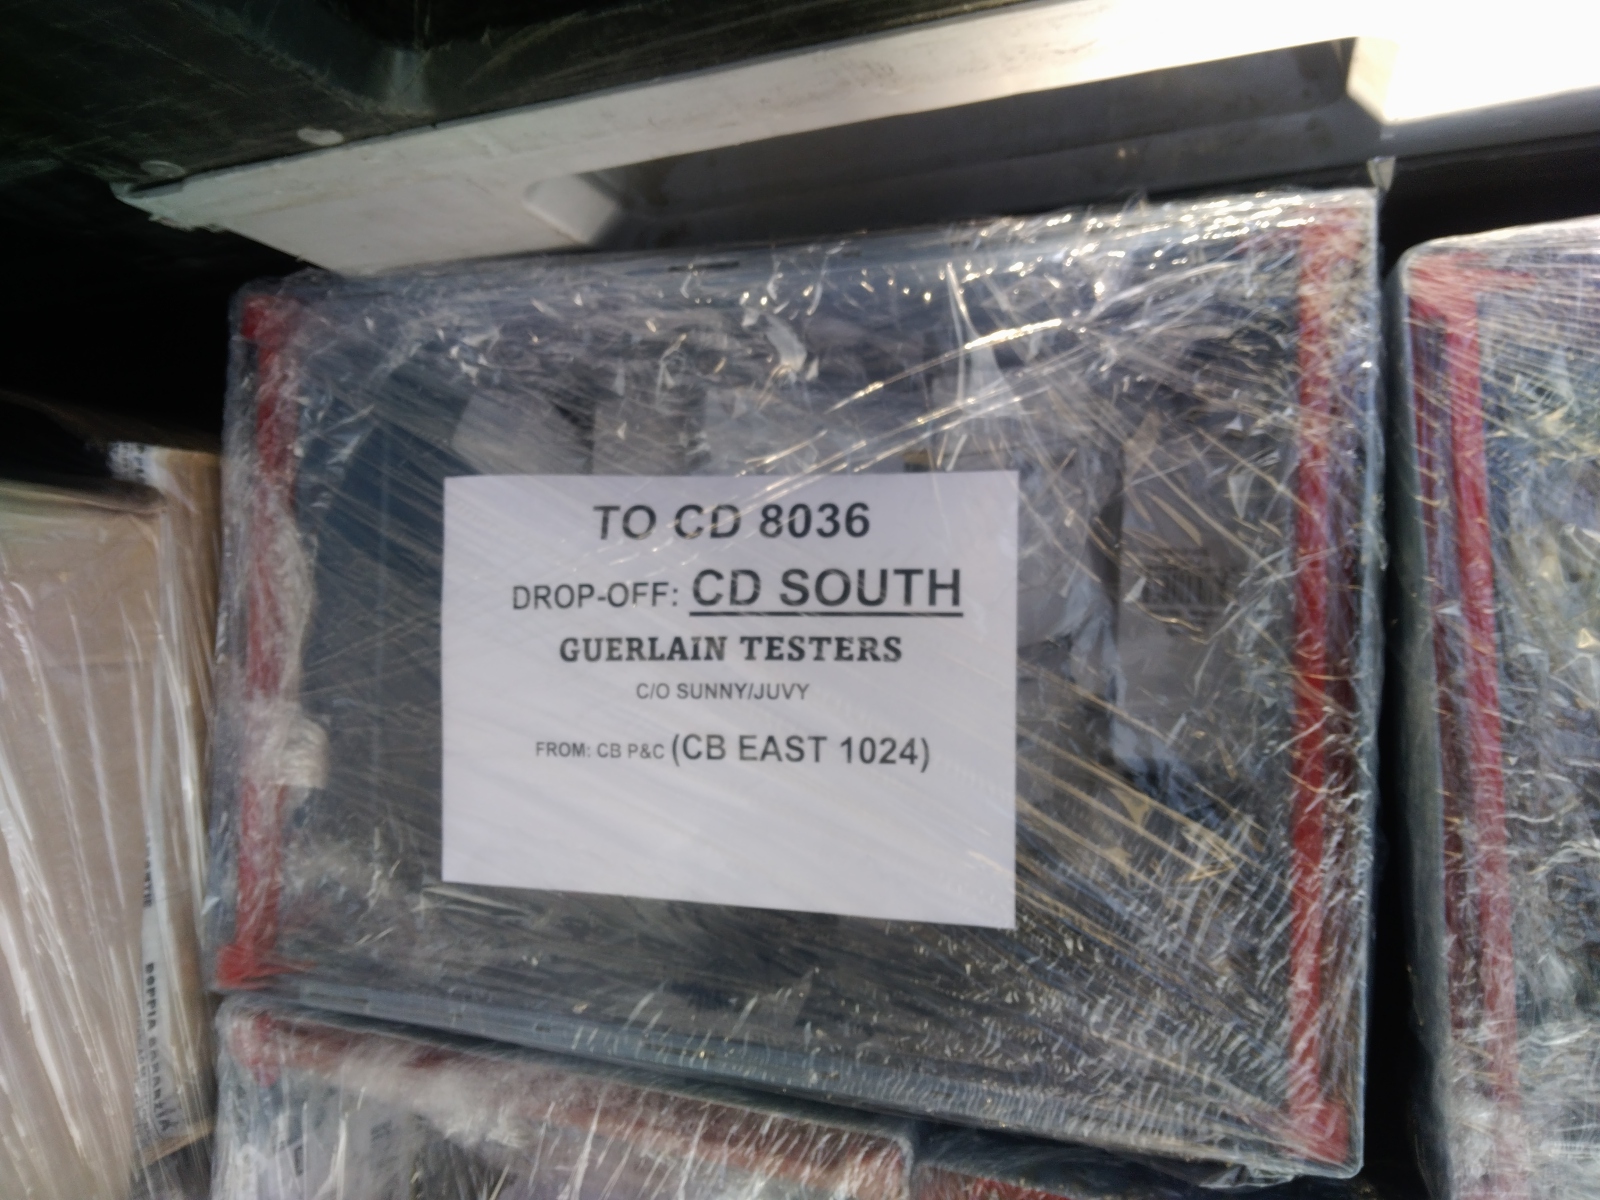 TO CD 8036
DROP-OFF: CD SOUTH
GUERLAIN TESTERS
C/O SUNNY/JUVY
FROM: CB P&C (CB EAST 1024)